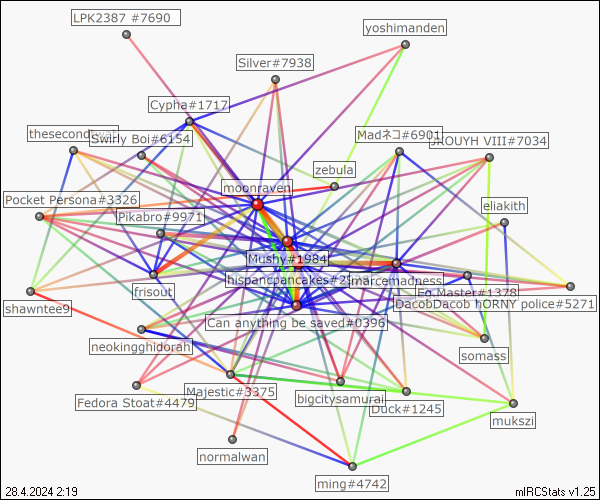 LPK2387 #7690
yoshimanden
Silver#7938
Cypha#1717
thesecond
Swirly Boi#6154
Madネコ#6901
JROUYH VIII#7034
zebula
moonraven
Pocket Persona#3326
Pikabro#9971
eliakith
Mushy#1984
hispancpancakes#2
marcemadness
Eg.Master#1378
frisout
shawntee9
DacobDacob hORNY police#5271
Can anything be saved#0396
neokingghidorah
somass
Majestic#3375
bigcitysamurai
Fedora Stoat#4479
Duck#1245
mukszi
normalwan
ming#4742
28.4.2024 2:19
mIRCStats v1.25